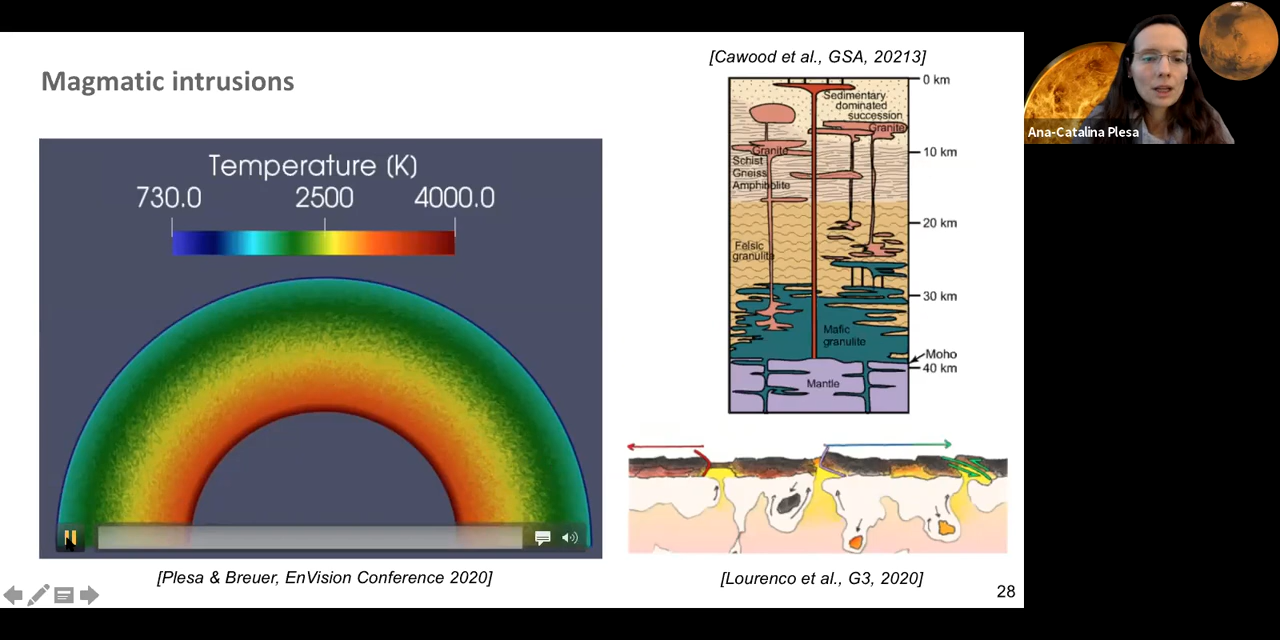 Magmatic intrusions
Temperature (K)
730.0 2500 4000.0
[Plesa & Breuer, EnVision Conference 2020]
[Cawood et al., GSA, 20213]
0 km
Sedimentary
dominated
succession
Granite
10 km
Granite
Schist
Gneiss
Amphibolite
20 km
Felsic
granulite
30 km
Mafic
granulite
Moho
40 km
Mantle
[Lourenco et al., G3, 2020]
28
Ana-Catalina Plesa